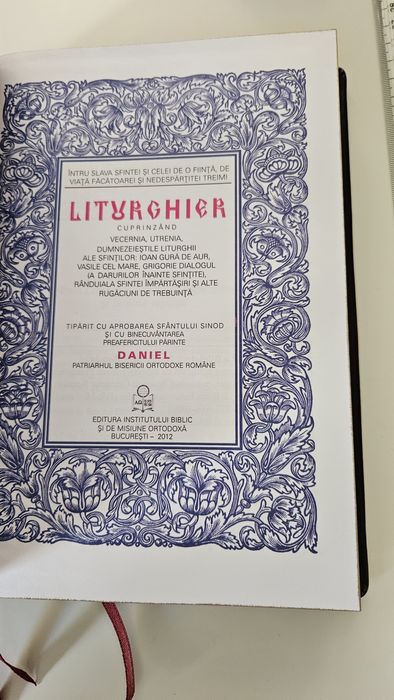 ÎNTRU SLAVA SFINTEI ȘI CELEI DE O FIINȚĂ, DE
VIAȚĂ FĂCĂTOAREI ȘI NEDESPĂRȚITEI TREIMI
LITURGHIER
CUPRINZÂND
VECERNIA, UTRENIA,
DUMNEZEIEȘTILE LITURGHII
ALE SFINȚILOR: IOAN GURĂ DE AUR,
VASILE CEL MARE, GRIGORIE DIALOGUL
(A DARURILOR ÎNAINTE SFINȚITE),
RÂNDUIALA SFINTEI ÎMPĂRTĂȘIRI ȘI ALTE
RUGĂCIUNI DE TREBUINȚĂ
TIPĂRIT CU APROBAREA SFÂNTULUI SINOD
ȘI CU BINECUVÂNTAREA
PREAFERICITULUI PĂRINTE
DANIEL
PATRIARHUL BISERICII ORTODOXE ROMÂNE
EDITURA INSTITUTULUI BIBLIC
ȘI DE MISIUNE ORTODOXĂ
BUCUREȘTI – 2012